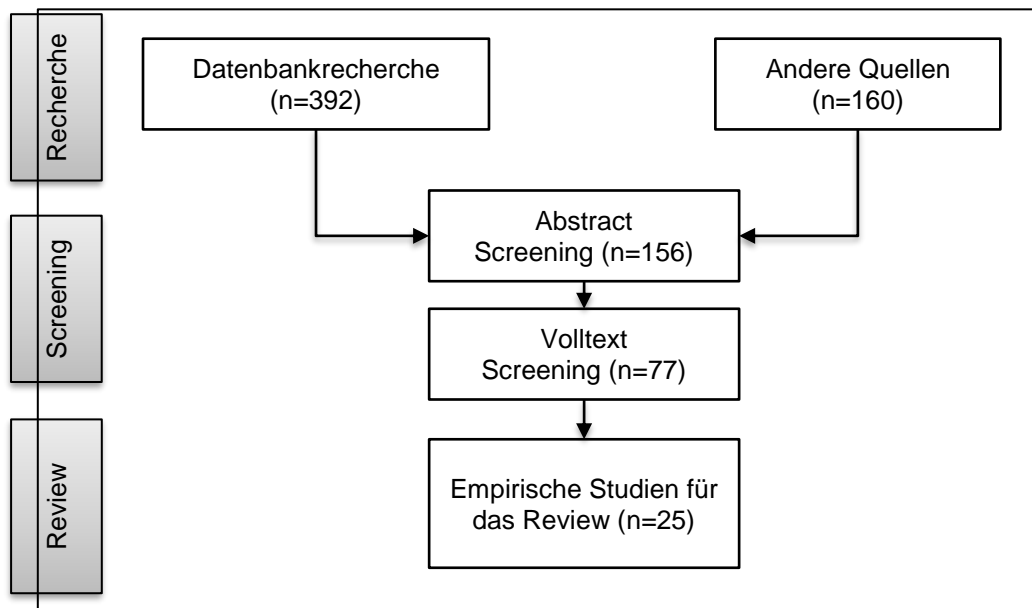 Recherche
Datenbankrecherche
(n=392)
Andere Quellen
(n=160)
Screening
Abstract
Screening (n=156)
Volltext
Screening (n=77)
Review
Empirische Studien für
das Review (n=25)